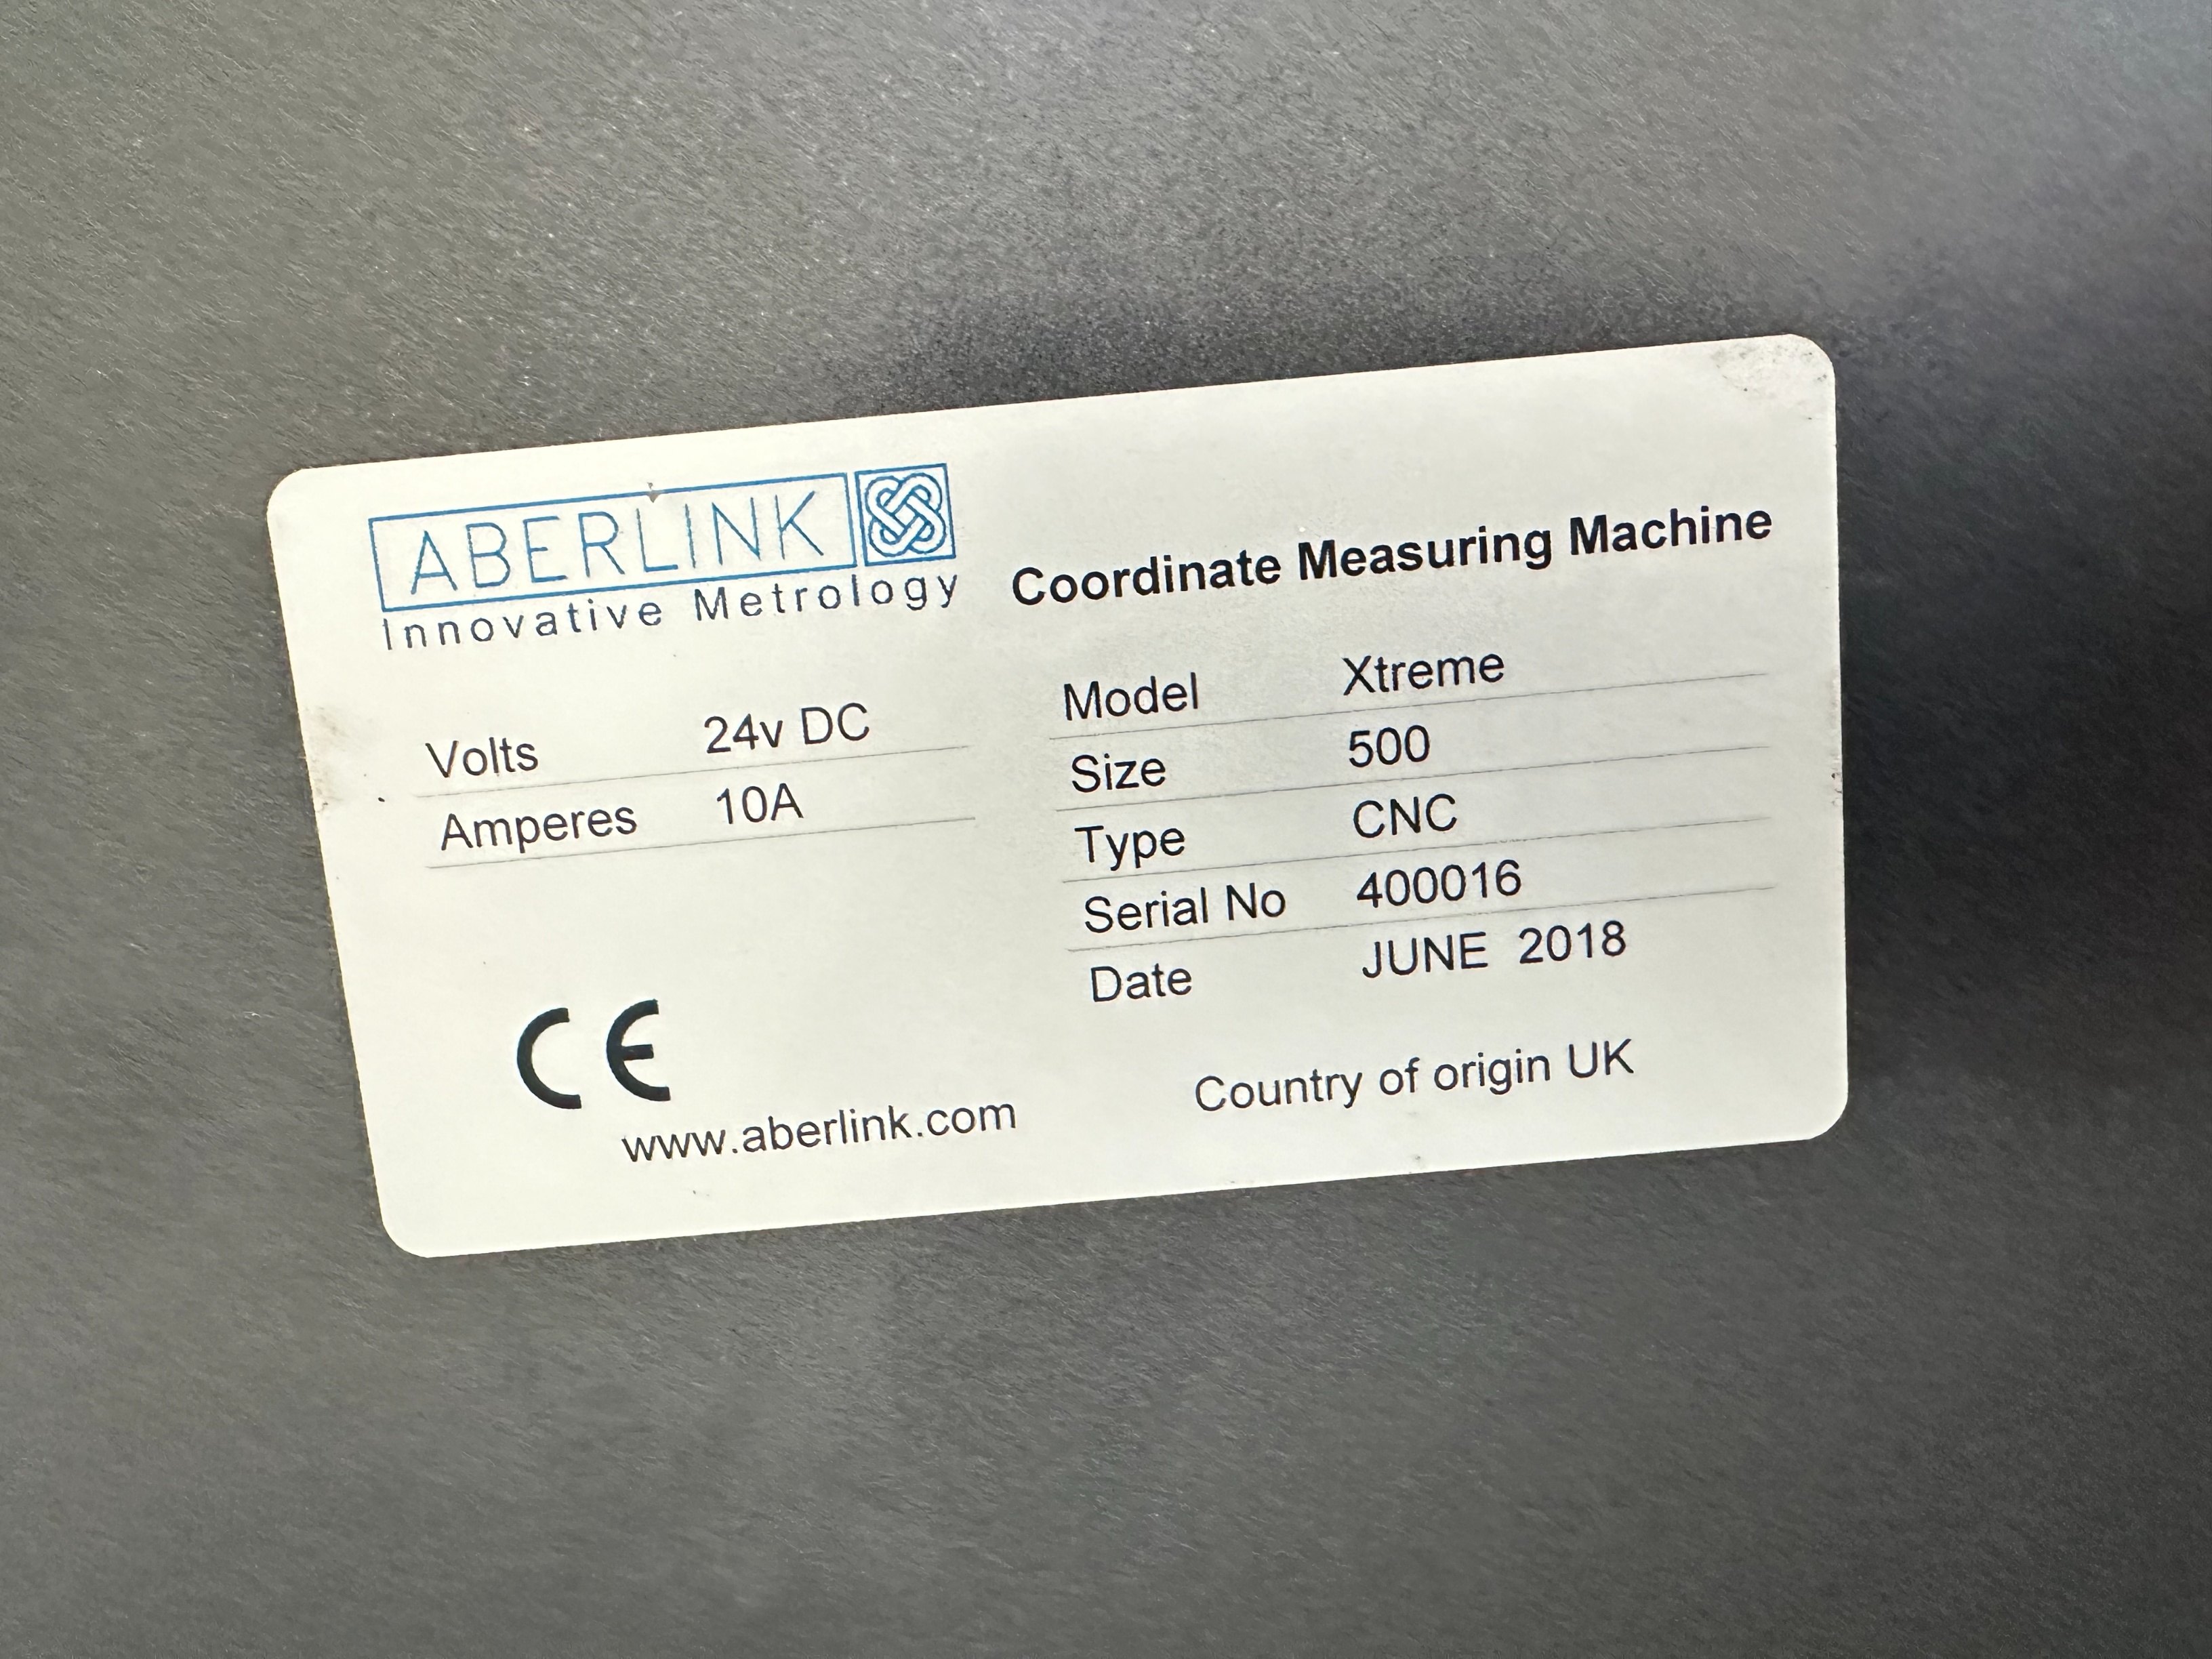 ABERLINK
Innovative Metrology
Coordinate Measuring Machine
Volts 24v DC
Amperes 10A
Model Xtreme
Size 500
Type CNC
Serial No 400016
Date JUNE 2018
CE
www.aberlink.com
Country of origin UK